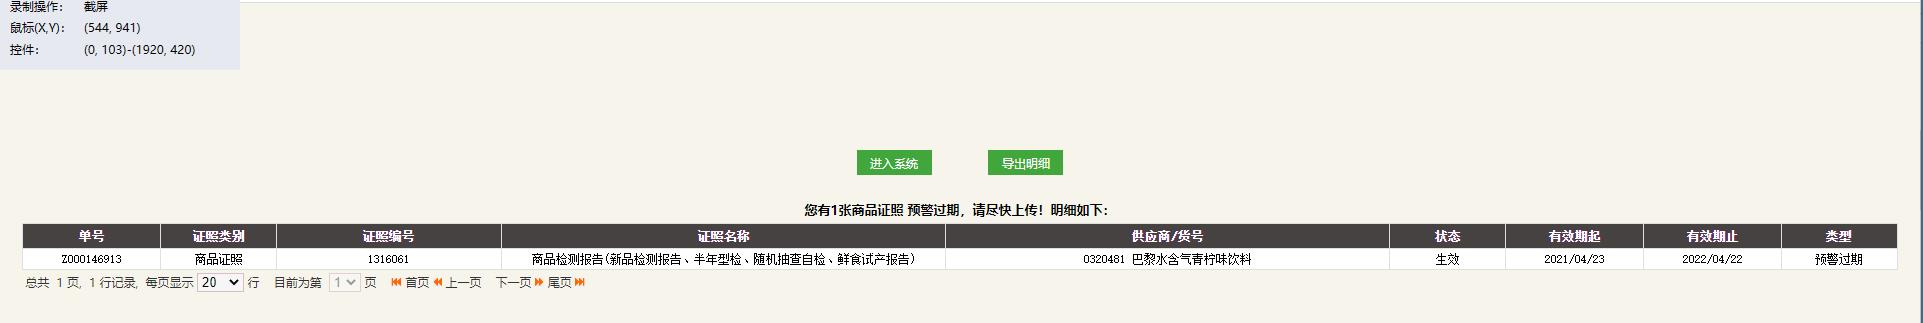 录制操作： 截屏
鼠标(X,Y)： (544, 941)
控件： (0, 103)-(1920, 420)
进入系统 导出明细
您有1张商品证照 预警过期，请尽快上传！明细如下：
单号 证照类别 证照编号 证照名称 供应商/货号 状态 有效期起 有效期止 类型
Z000146913 商品证照 1316061 商品检测报告(新品检测报告、半年型检、随机抽查自检、鲜食试产报告) 0320481 巴黎水含气青柠味饮料 生效 2021/04/23 2022/04/22 预警过期
总共 1 页, 1 行记录, 每页显示 20 行 目前为第 1 页 首页 上一页 下一页 尾页